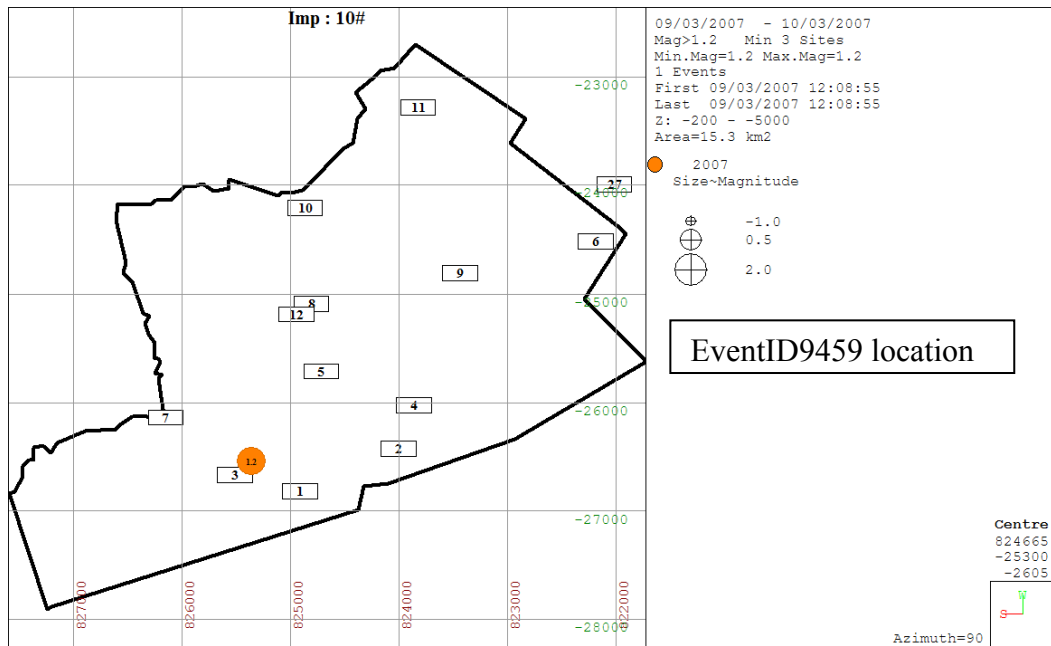 Imp : 10#
09/03/2007 - 10/03/2007
Mag>1.2 Min 3 Sites
Min.Mag=1.2 Max.Mag=1.2
1 Events
First 09/03/2007 12:08:55
Last 09/03/2007 12:08:55
Z: -200 - -5000
Area=15.3 km2
2007
Size~Magnitude
-1.0
0.5
2.0
EventID9459 location
-23000
11
27
-24000
10
6
9
8
-25000
12
5
4
-26000
7
2
1.2
3
1
-27000
827000
826000
825000
824000
823000
822000
-28000
Centre
824665
-25300
-2605
N
S
Azimuth=90